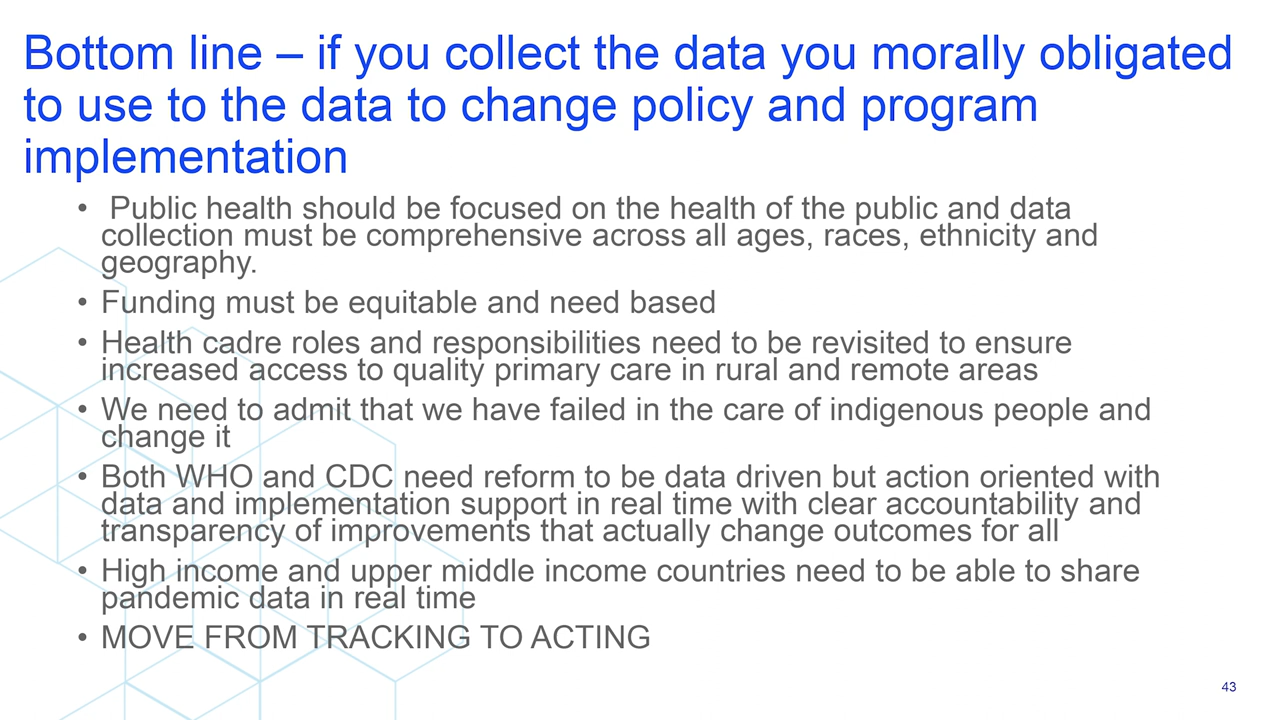 Bottom line – if you collect the data you morally obligated
to use to the data to change policy and program
implementation
• Public health should be focused on the health of the public and data
collection must be comprehensive across all ages, races, ethnicity and
geography.
• Funding must be equitable and need based
• Health cadre roles and responsibilities need to be revisited to ensure
increased access to quality primary care in rural and remote areas
• We need to admit that we have failed in the care of indigenous people and
change it
• Both WHO and CDC need reform to be data driven but action oriented with
data and implementation support in real time with clear accountability and
transparency of improvements that actually change outcomes for all
• High income and upper middle income countries need to be able to share
pandemic data in real time
• MOVE FROM TRACKING TO ACTING
43